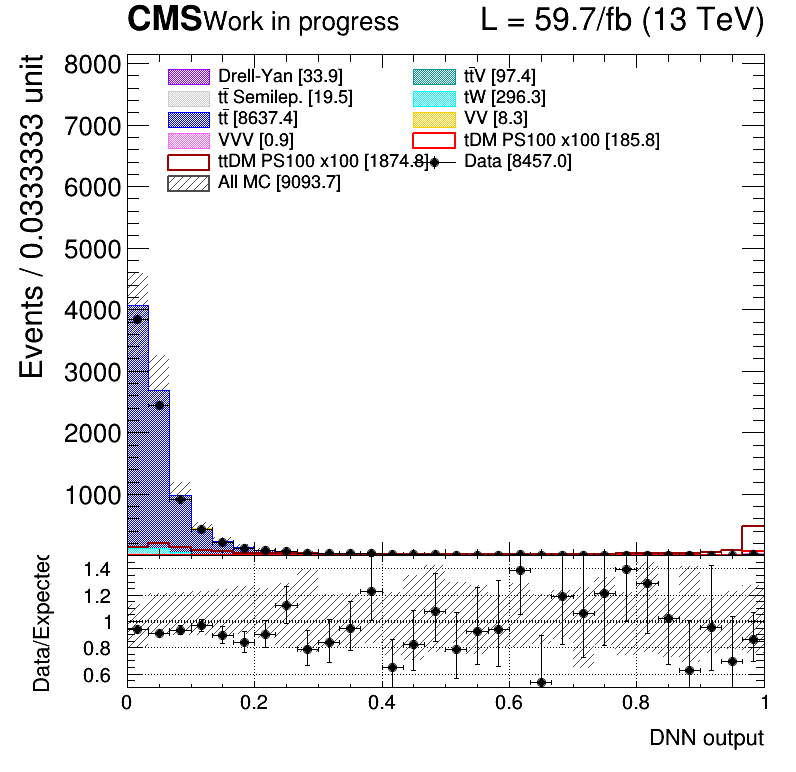 CMS Work in progress L = 59.7/fb (13 TeV)
Events / 0.0333333 unit
8000
7000
6000
5000
4000
3000
2000
1000
Drell-Yan [33.9]
tt̄V [97.4]
tt̄ Semilep. [19.5]
tW [296.3]
tt̄ [8637.4]
VV [8.3]
VVV [0.9]
tDM PS100 x100 [185.8]
ttDM PS100 x100 [1874.8]
Data [8457.0]
All MC [9093.7]
Data/Expected
1.4
1.2
1
0.8
0.6
0 0.2 0.4 0.6 0.8 1
DNN output